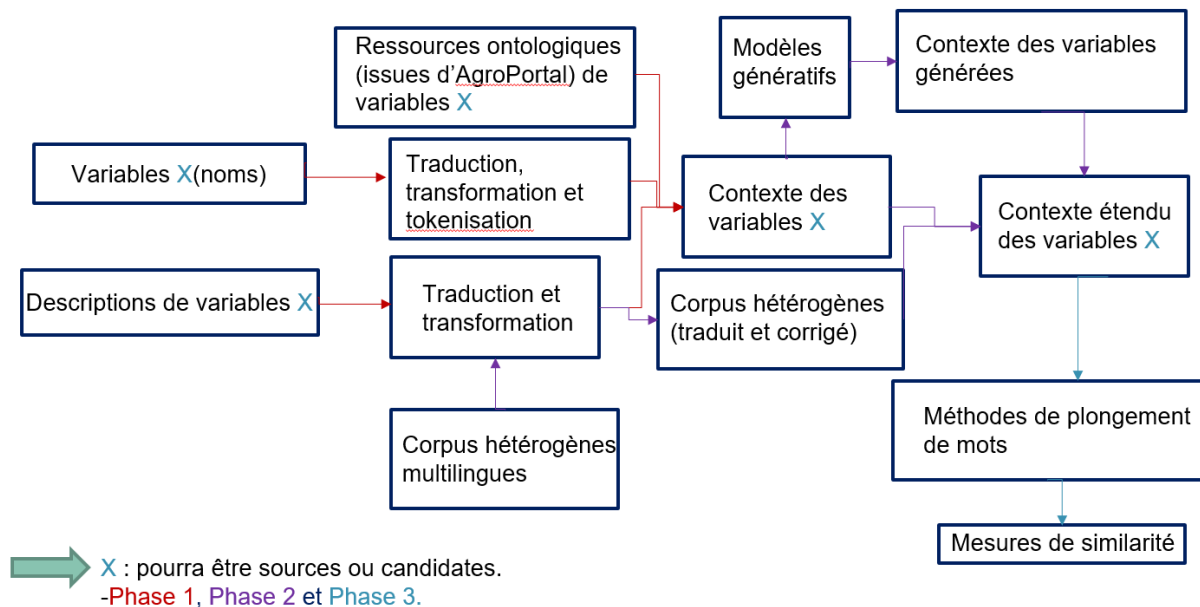 Ressources ontologiques
(issues d'AgroPortal) de
variables X
Modèles
génératifs
Contexte des variables
générées
Variables X(noms)
Traduction,
transformation et
tokenisation
Contexte des
variables X
Contexte étendu
des variables X
Descriptions de variables X
Traduction et
transformation
Corpus hétérogènes
(traduit et corrigé)
Corpus hétérogènes
multilingues
Méthodes de plongement
de mots
Mesures de similarité
X : pourra être sources ou candidates.
-Phase 1, Phase 2 et Phase 3.